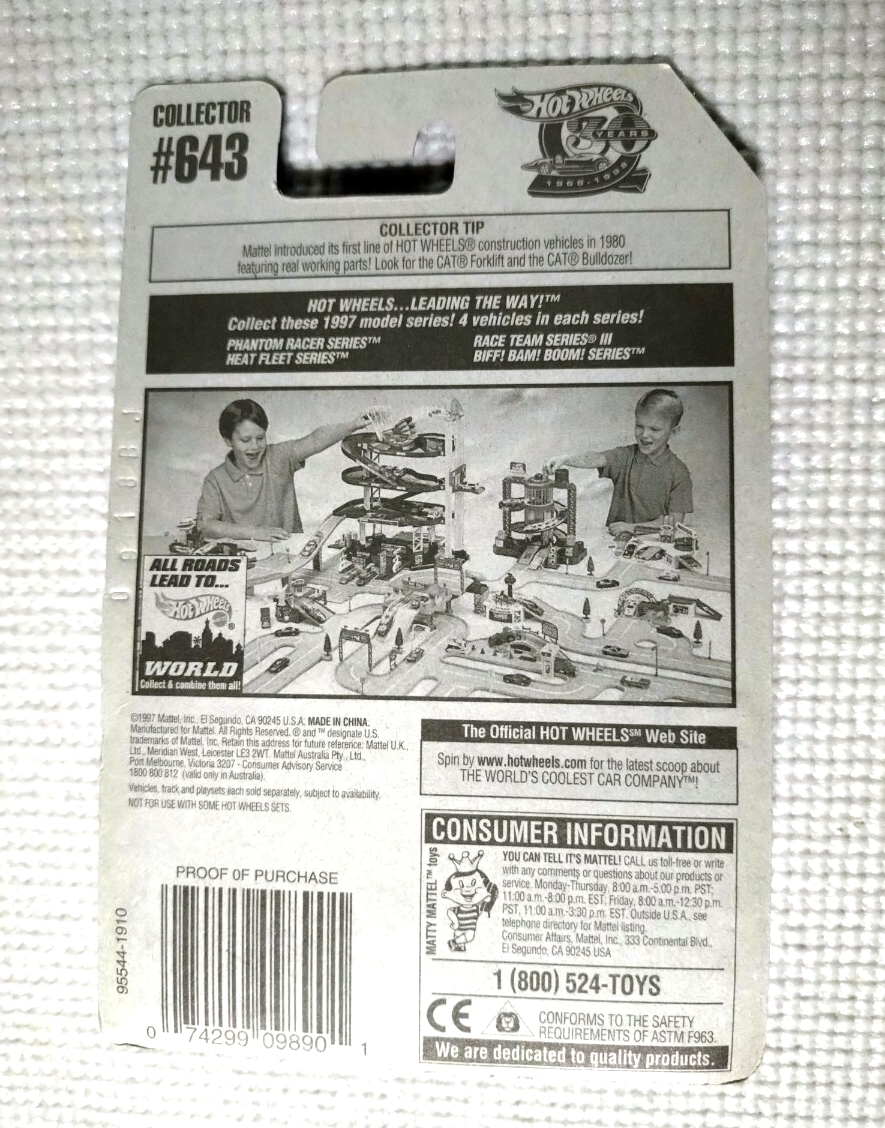 COLLECTOR
#643
HOT WHEELS
30
YEARS
1968-1998
COLLECTOR TIP
Mattel introduced its first line of HOT WHEELS® construction vehicles in 1980
featuring real working parts! Look for the CAT® Forklift and the CAT® Bulldozer!
HOT WHEELS...LEADING THE WAY!™
Collect these 1997 model series! 4 vehicles in each series!
PHANTOM RACER SERIES™
HEAT FLEET SERIES™
RACE TEAM SERIES® III
BIFF! BAM! BOOM! SERIES™
ALL ROADS
LEAD TO...
HOT WHEELS
WORLD
Collect & combine them all!
©1997 Mattel, Inc., El Segundo, CA 90245 U.S.A. MADE IN CHINA.
Manufactured for Mattel. All Rights Reserved. ® and ™ designate U.S.
trademarks of Mattel, Inc. Retain this address for future reference: Mattel U.K.,
Ltd., Meridian West, Leicester LE3 2WT. Mattel Australia Pty., Ltd.,
Port Melbourne, Victoria 3207 - Consumer Advisory Service
1800 800 812 (valid only in Australia).
Vehicles, track and playsets each sold separately, subject to availability.
NOT FOR USE WITH SOME HOT WHEELS SETS.
The Official HOT WHEELS℠ Web Site
Spin by www.hotwheels.com for the latest scoop about
THE WORLD'S COOLEST CAR COMPANY™!
CONSUMER INFORMATION
MATTY MATTEL™ toys
YOU CAN TELL IT'S MATTEL! CALL us toll-free or write
with any comments or questions about our products or
service. Monday-Thursday, 8:00 a.m.-5:00 p.m. PST;
11:00 a.m.-8:00 p.m. EST. Friday, 8:00 a.m.-12:30 p.m.
PST, 11:00 a.m.-3:30 p.m. EST. Outside U.S.A., see
telephone directory for Mattel listing.
Consumer Affairs, Mattel, Inc., 333 Continental Blvd.,
El Segundo, CA 90245 USA
1 (800) 524-TOYS
CE
CONFORMS TO THE SAFETY
REQUIREMENTS OF ASTM F963.
We are dedicated to quality products.
PROOF OF PURCHASE
95544-1910
0 74299 09890 1